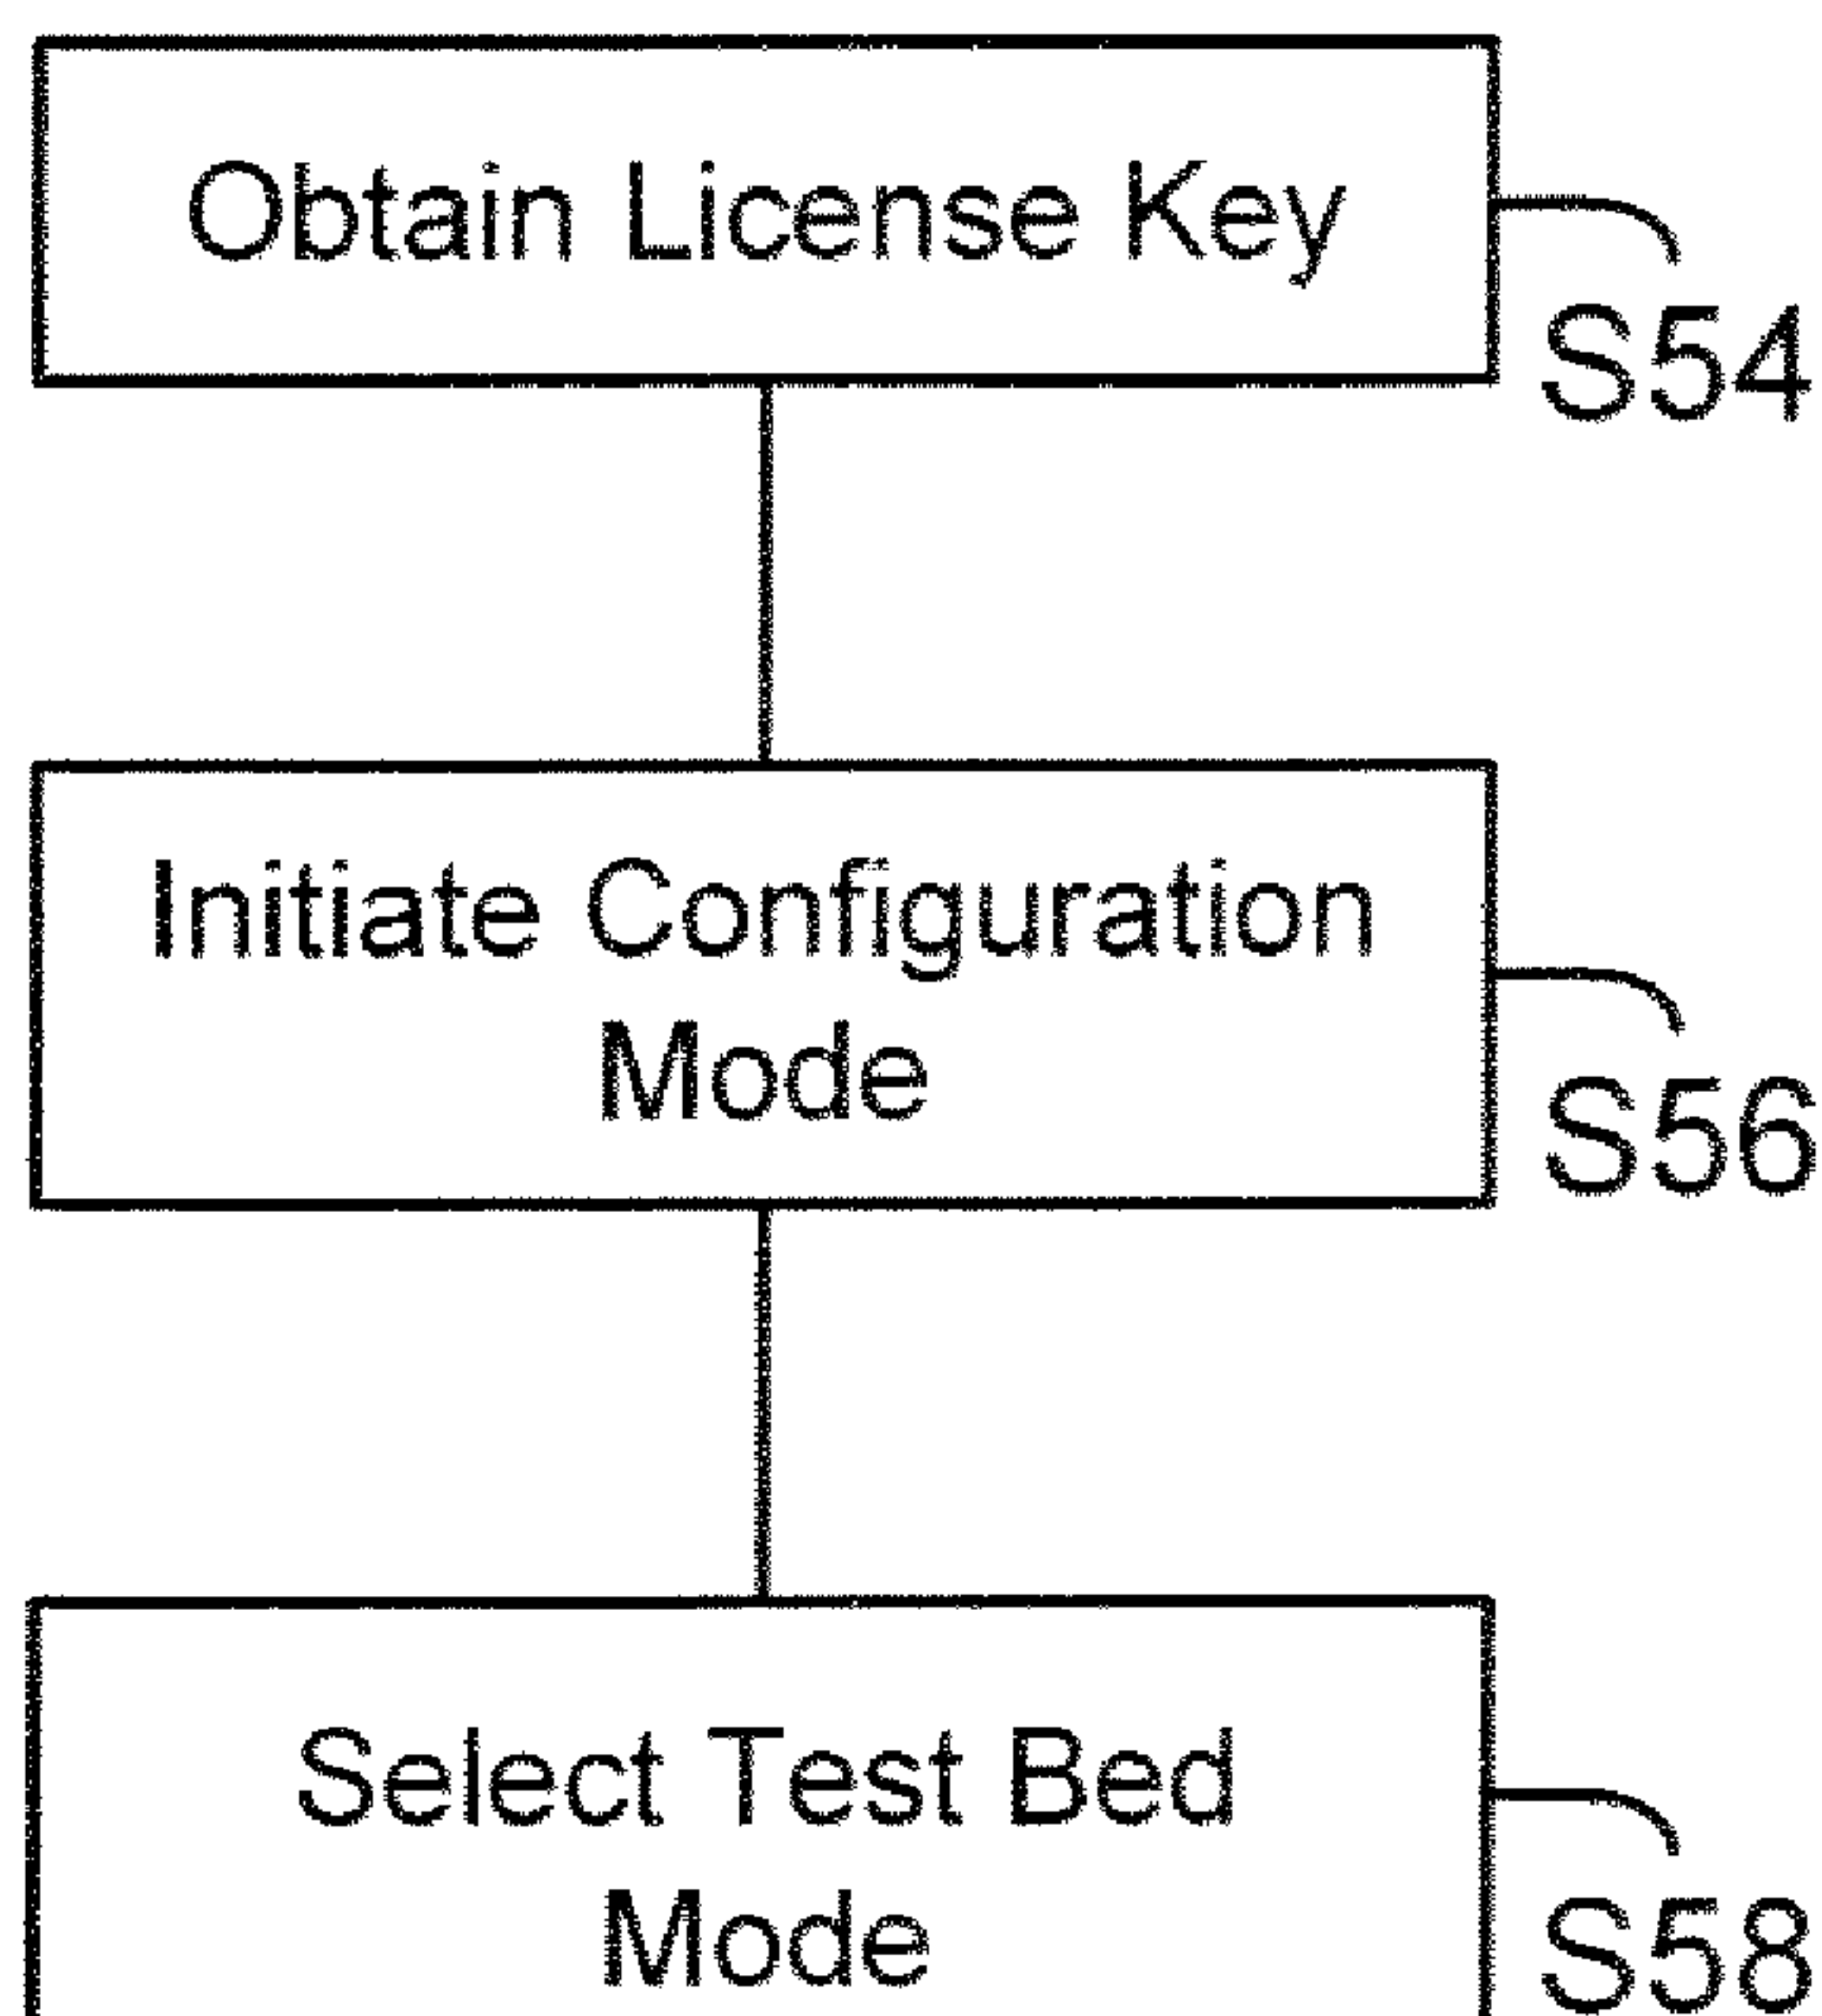 Obtain License Key
S54
Initiate Configuration
Mode
S56
Select Test Bed
Mode
S58